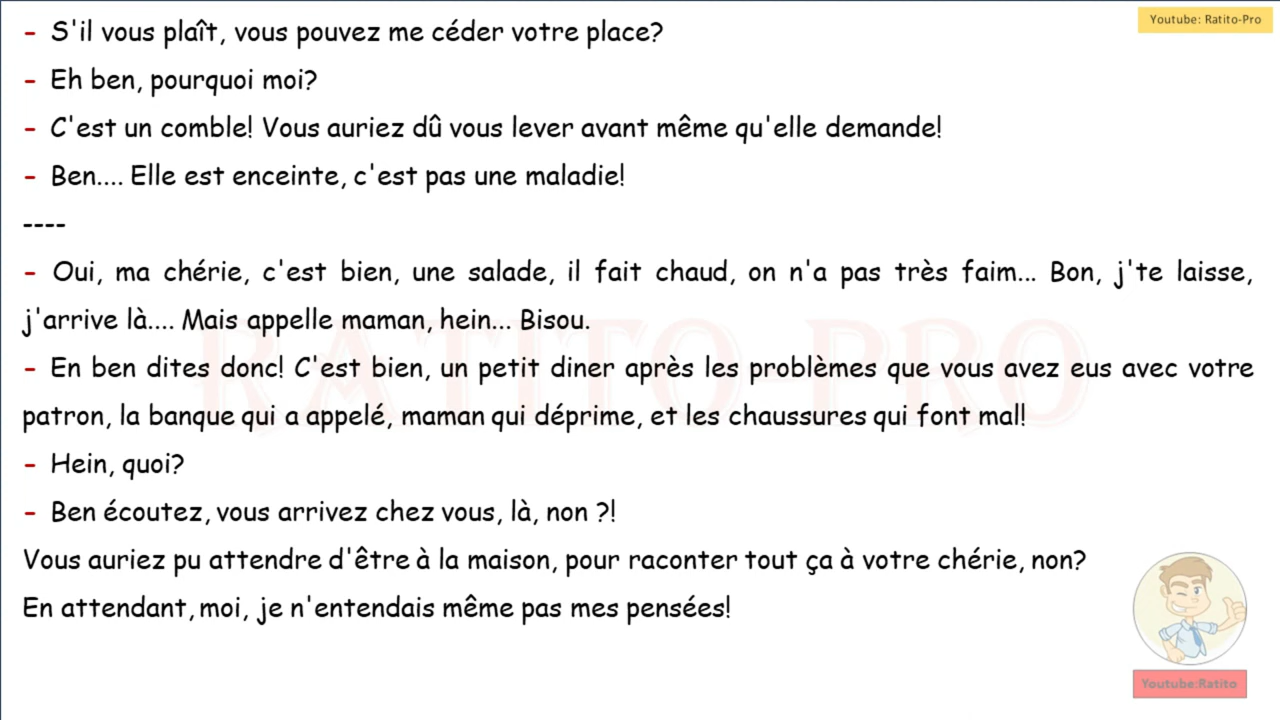 Youtube: Ratito-Pro
- S'il vous plaît, vous pouvez me céder votre place?
- Eh ben, pourquoi moi?
- C'est un comble! Vous auriez dû vous lever avant même qu'elle demande!
- Ben.... Elle est enceinte, c'est pas une maladie!
----
- Oui, ma chérie, c'est bien, une salade, il fait chaud, on n'a pas très faim... Bon, j'te laisse,
j'arrive là.... Mais appelle maman, hein... Bisou.
- En ben dites donc! C'est bien, un petit diner après les problèmes que vous avez eus avec votre
patron, la banque qui a appelé, maman qui déprime, et les chaussures qui font mal!
- Hein, quoi?
- Ben écoutez, vous arrivez chez vous, là, non ?!
Vous auriez pu attendre d'être à la maison, pour raconter tout ça à votre chérie, non?
En attendant, moi, je n'entendais même pas mes pensées!
RATITO-PRO
Youtube:Ratito